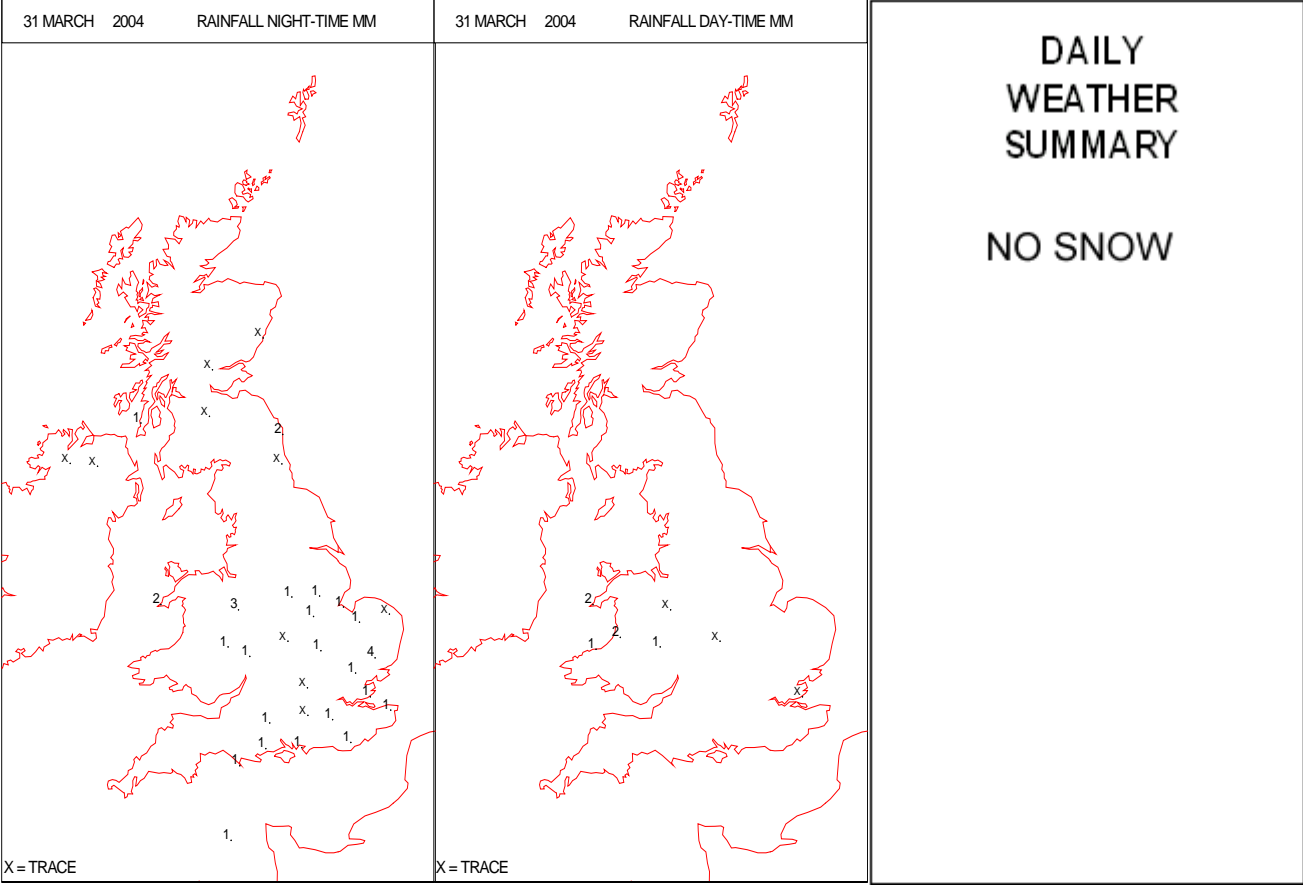 31 MARCH 2004 RAINFALL NIGHT-TIME MM
x.
x.
x.
1.
2.
x. x.
x.
1. 1.
2. 3. 1. 1. x.
1.
1. 1. x. 1. 4.
1.
x. 1.
1. x. 1. 1.
1. 1. 1.
1.
1.
X = TRACE
31 MARCH 2004 RAINFALL DAY-TIME MM
2. x.
1. 2. 1. x.
x.
X = TRACE
DAILY
WEATHER
SUMMARY
NO SNOW